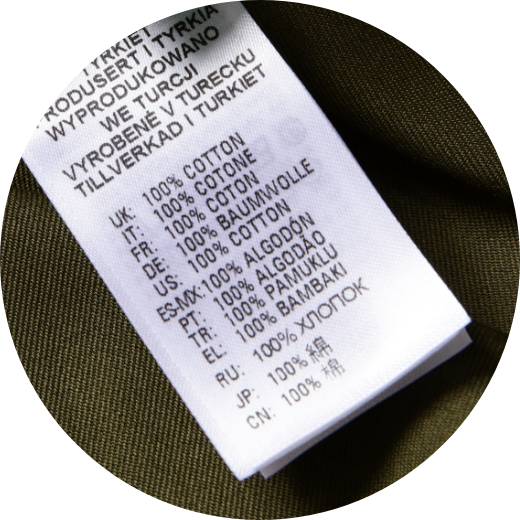 TYRKIET
PRODUSERT I TYRKIA
WYPRODUKOWANO
WE TURCJI
VYROBENÉ V TURECKU
TILLVERKAD I TURKIET
UK: 100% COTTON
IT: 100% COTONE
FR: 100% COTON
DE: 100% BAUMWOLLE
US: 100% COTTON
ES-MX:100% ALGODÓN
PT: 100% ALGODÃO
TR: 100% PAMUKLU
EL: 100% BAMBAKI
RU: 100% ХЛОПОК
JP: 100% 綿
CN: 100% 棉